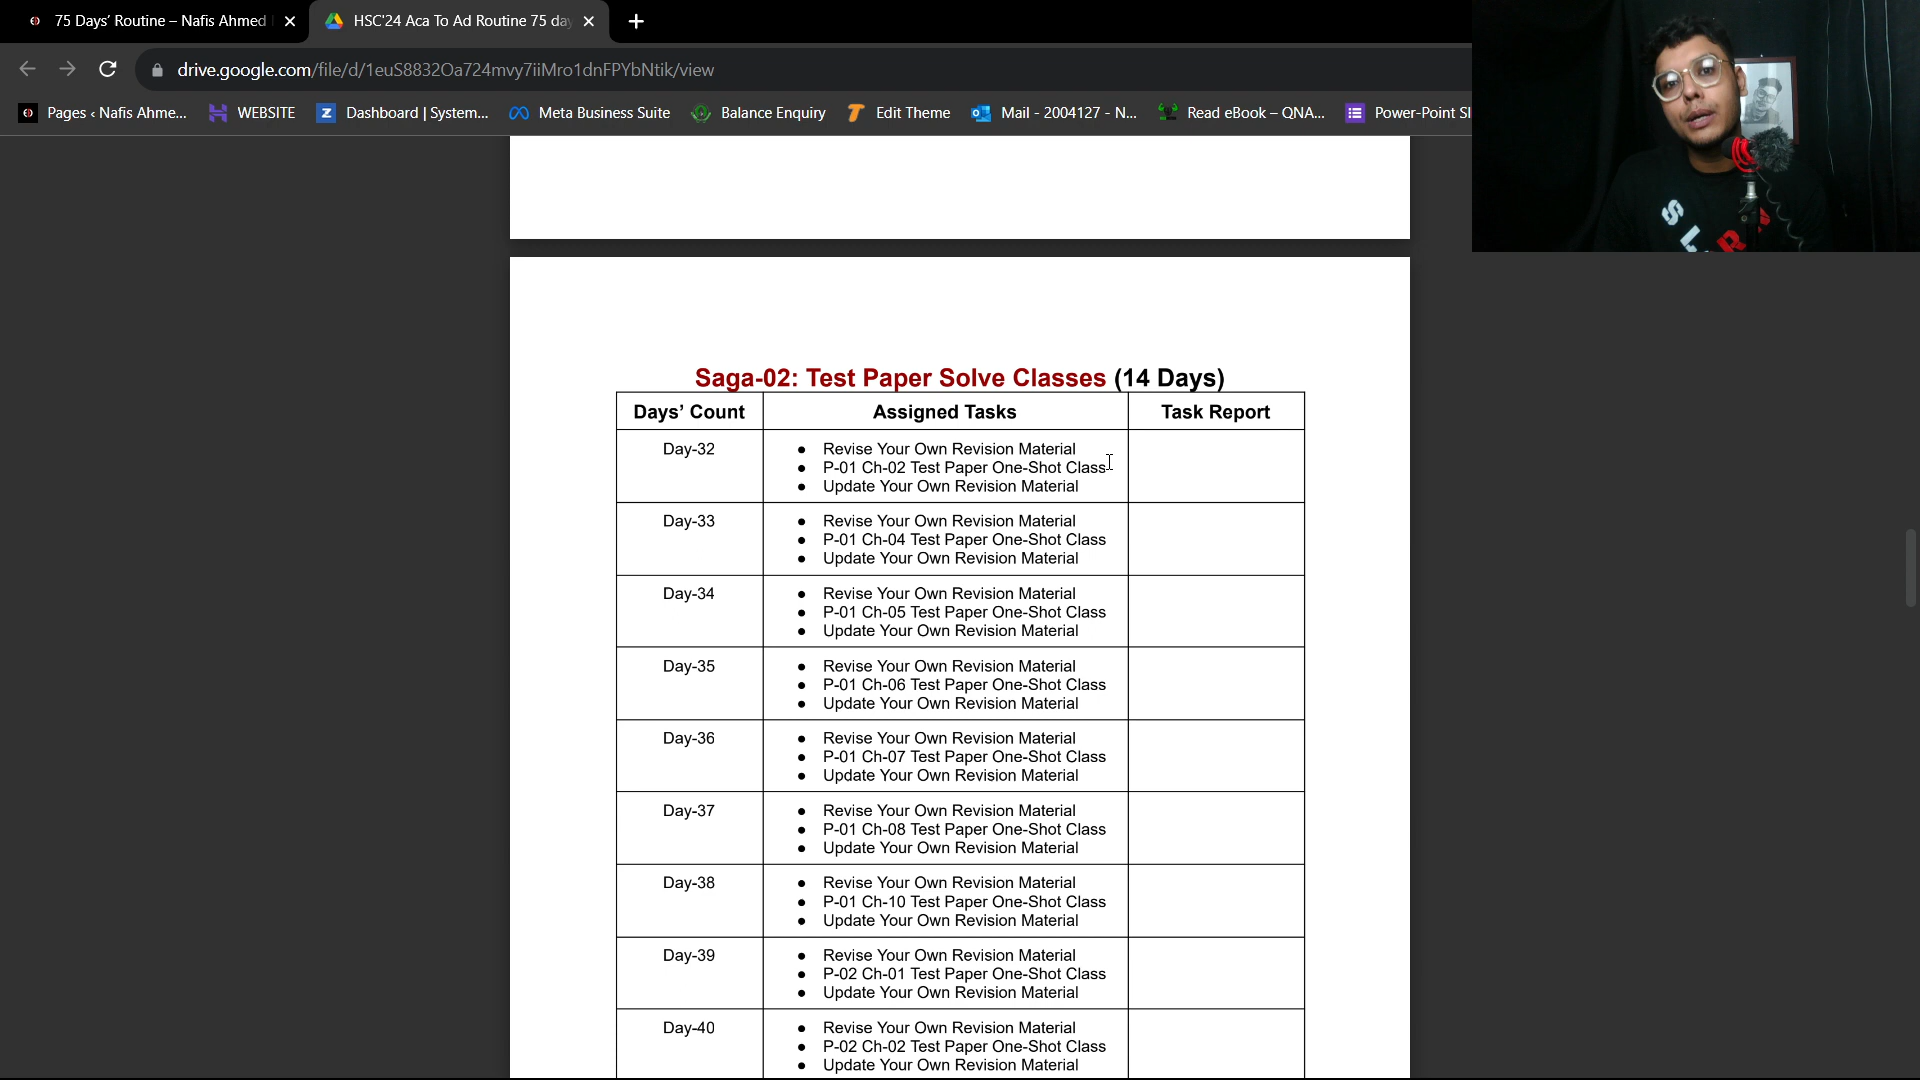 75 Days’ Routine – Nafis Ahmed
HSC'24 Aca To Ad Routine 75 day
drive.google.com/file/d/1euS8832Oa724mvy7iiMro1dnFPYbNtik/view
Pages ‹ Nafis Ahme...
WEBSITE
Dashboard | System...
Meta Business Suite
Balance Enquiry
Edit Theme
Mail - 2004127 - N...
Read eBook – QNA...
Power-Point Sl
Saga-02: Test Paper Solve Classes (14 Days)
Days’ Count
Assigned Tasks
Task Report
Day-32
Revise Your Own Revision Material
P-01 Ch-02 Test Paper One-Shot Class
Update Your Own Revision Material
Day-33
Revise Your Own Revision Material
P-01 Ch-04 Test Paper One-Shot Class
Update Your Own Revision Material
Day-34
Revise Your Own Revision Material
P-01 Ch-05 Test Paper One-Shot Class
Update Your Own Revision Material
Day-35
Revise Your Own Revision Material
P-01 Ch-06 Test Paper One-Shot Class
Update Your Own Revision Material
Day-36
Revise Your Own Revision Material
P-01 Ch-07 Test Paper One-Shot Class
Update Your Own Revision Material
Day-37
Revise Your Own Revision Material
P-01 Ch-08 Test Paper One-Shot Class
Update Your Own Revision Material
Day-38
Revise Your Own Revision Material
P-01 Ch-10 Test Paper One-Shot Class
Update Your Own Revision Material
Day-39
Revise Your Own Revision Material
P-02 Ch-01 Test Paper One-Shot Class
Update Your Own Revision Material
Day-40
Revise Your Own Revision Material
P-02 Ch-02 Test Paper One-Shot Class
Update Your Own Revision Material